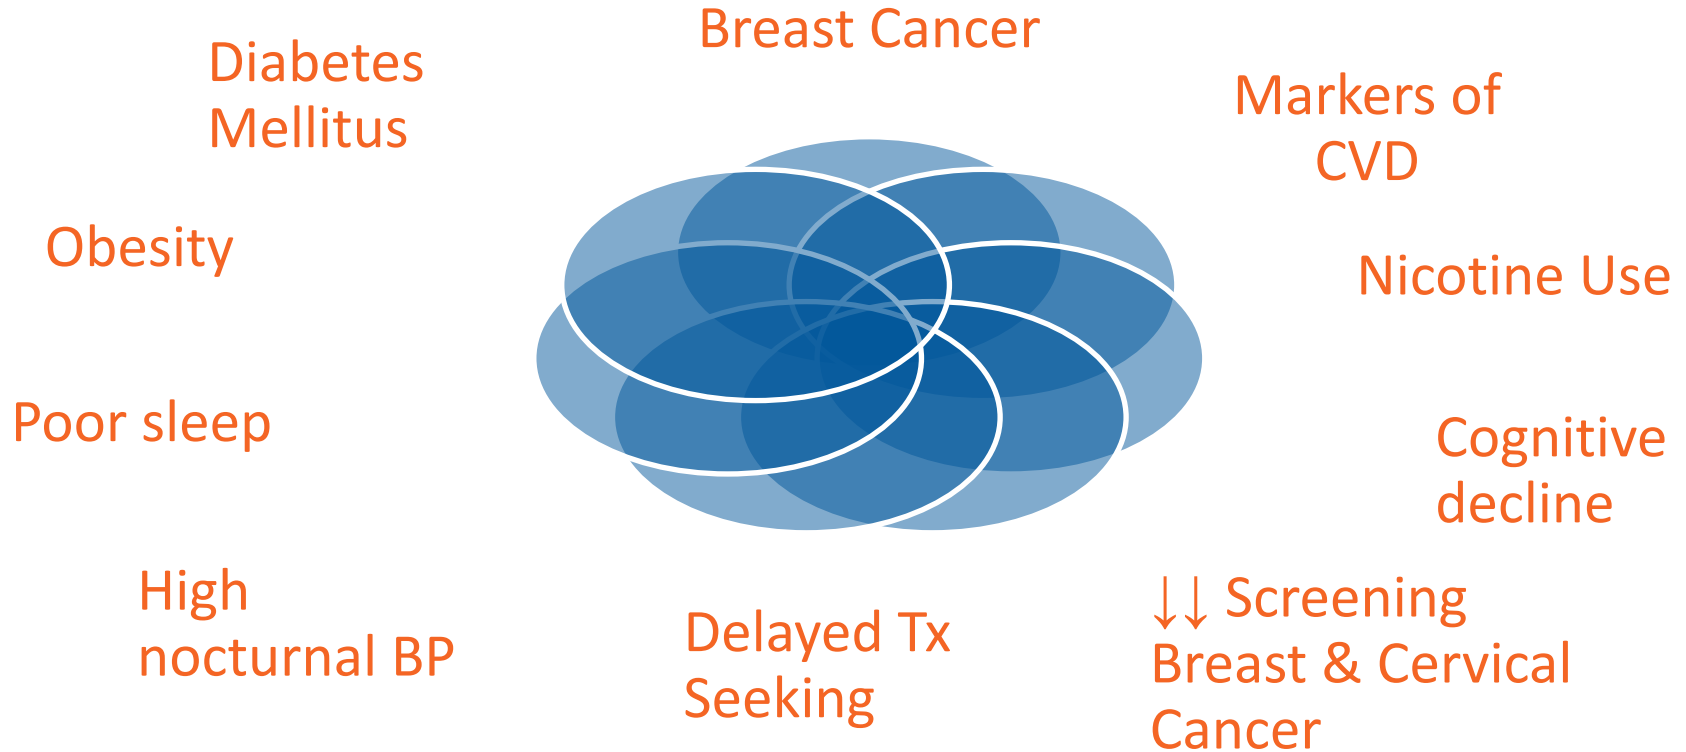 Breast Cancer
Diabetes
Mellitus
Markers of
CVD
Obesity
Nicotine Use
Poor sleep
Cognitive
decline
High
nocturnal BP
Delayed Tx
Seeking
↓↓ Screening
Breast & Cervical
Cancer